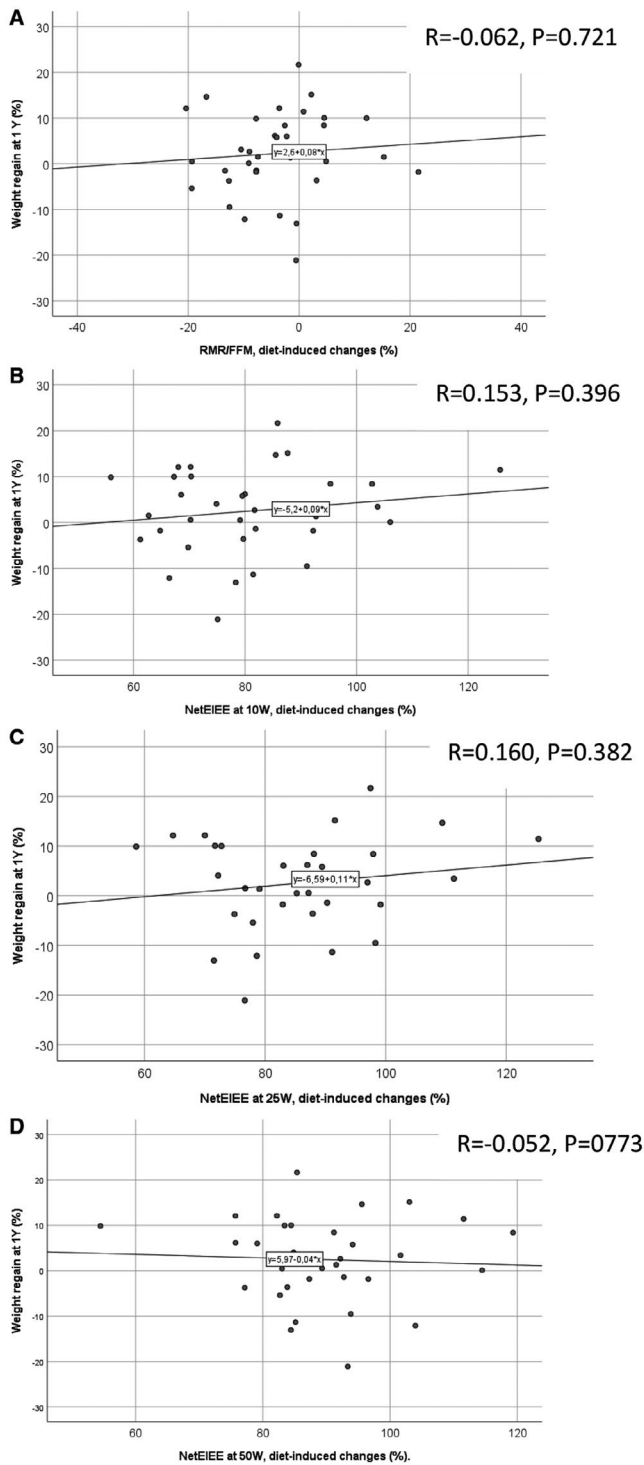 A
R=-0.062, P=0.721
30
20
10
0
-10
-20
-30
Weight regain at 1 Y (%)
y=2,6+0,08*x
-40
-20
0
20
40
RMR/FFM, diet-induced changes (%)
B
R=0.153, P=0.396
30
20
10
0
-10
-20
-30
Weight regain at 1Y (%)
y=-5,2+0,09*x
60
80
100
120
NetEIEE at 10W, diet-induced changes (%)
C
R=0.160, P=0.382
30
20
10
0
-10
-20
-30
Weight regain at 1Y (%)
y=-6,59+0,11*x
60
80
100
120
NetEIEE at 25W, diet-induced changes (%)
D
R=-0.052, P=0773
30
20
10
0
-10
-20
-30
Weight regain at 1Y (%)
y=5,97-0,04*x
60
80
100
120
NetEIEE at 50W, diet-induced changes (%).